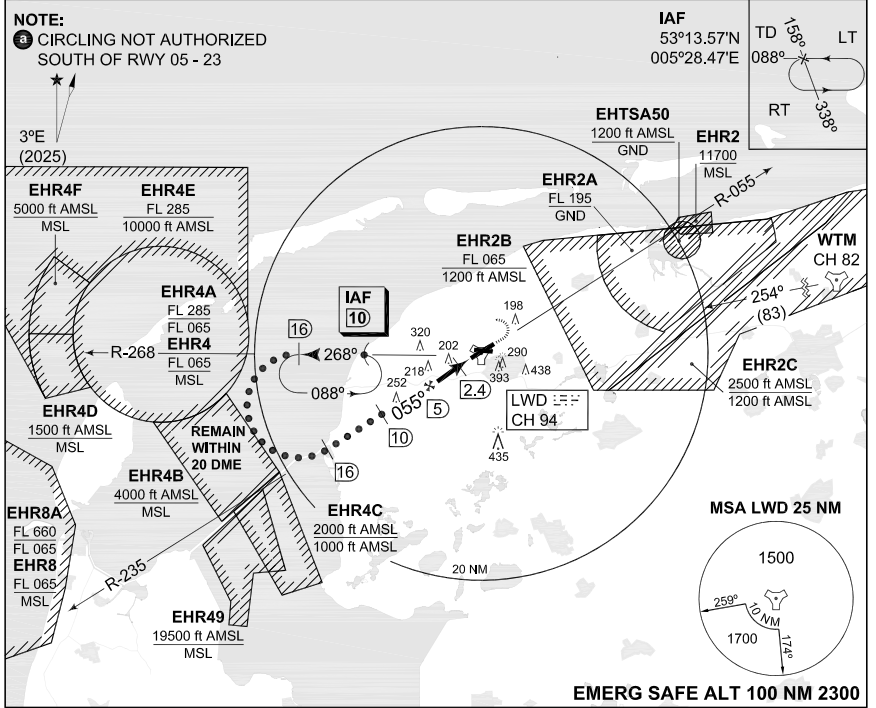 NOTE:
a CIRCLING NOT AUTHORIZED
SOUTH OF RWY 05 - 23
3ºE
(2025)
IAF
53º13.57'N
005º28.47'E
TD
158º
LT
088º
RT
338º
EHTSA50
1200 ft AMSL
GND
EHR2
11700
MSL
R-055
EHR2A
FL 195
GND
EHR2B
FL 065
1200 ft AMSL
WTM
CH 82
254º
(83)
EHR2C
2500 ft AMSL
1200 ft AMSL
EHR4F
5000 ft AMSL
MSL
EHR4E
FL 285
10000 ft AMSL
EHR4A
FL 285
FL 065
EHR4
FL 065
MSL
R-268
IAF
10
16
268º
088º
320
202
198
218
252
290
393
438
055º
5
2.4
10
16
LWD
CH 94
435
EHR4D
1500 ft AMSL
MSL
REMAIN
WITHIN
20 DME
EHR4B
4000 ft AMSL
MSL
EHR4C
2000 ft AMSL
1000 ft AMSL
EHR8A
FL 660
FL 065
EHR8
FL 065
MSL
R-235
EHR49
19500 ft AMSL
MSL
20 NM
MSA LWD 25 NM
1500
259º
10 NM
1700
174º
EMERG SAFE ALT 100 NM 2300